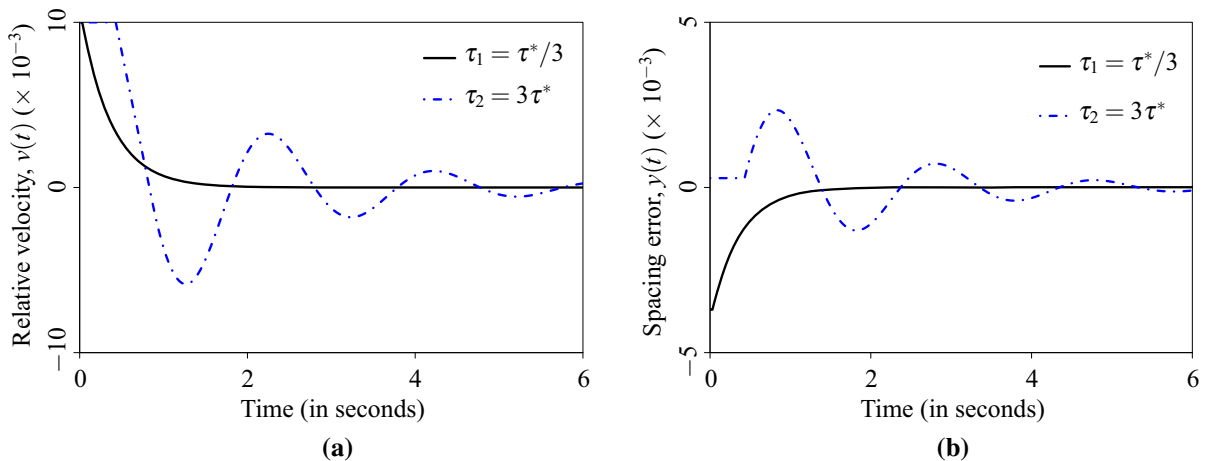 Relative velocity, v(t) (× 10⁻³)
10
0
−10
τ₁ = τ*/3
τ₂ = 3τ*
0 2 4 6
Time (in seconds)
(a)
Spacing error, y(t) (× 10⁻³)
5
0
−5
τ₁ = τ*/3
τ₂ = 3τ*
0 2 4 6
Time (in seconds)
(b)